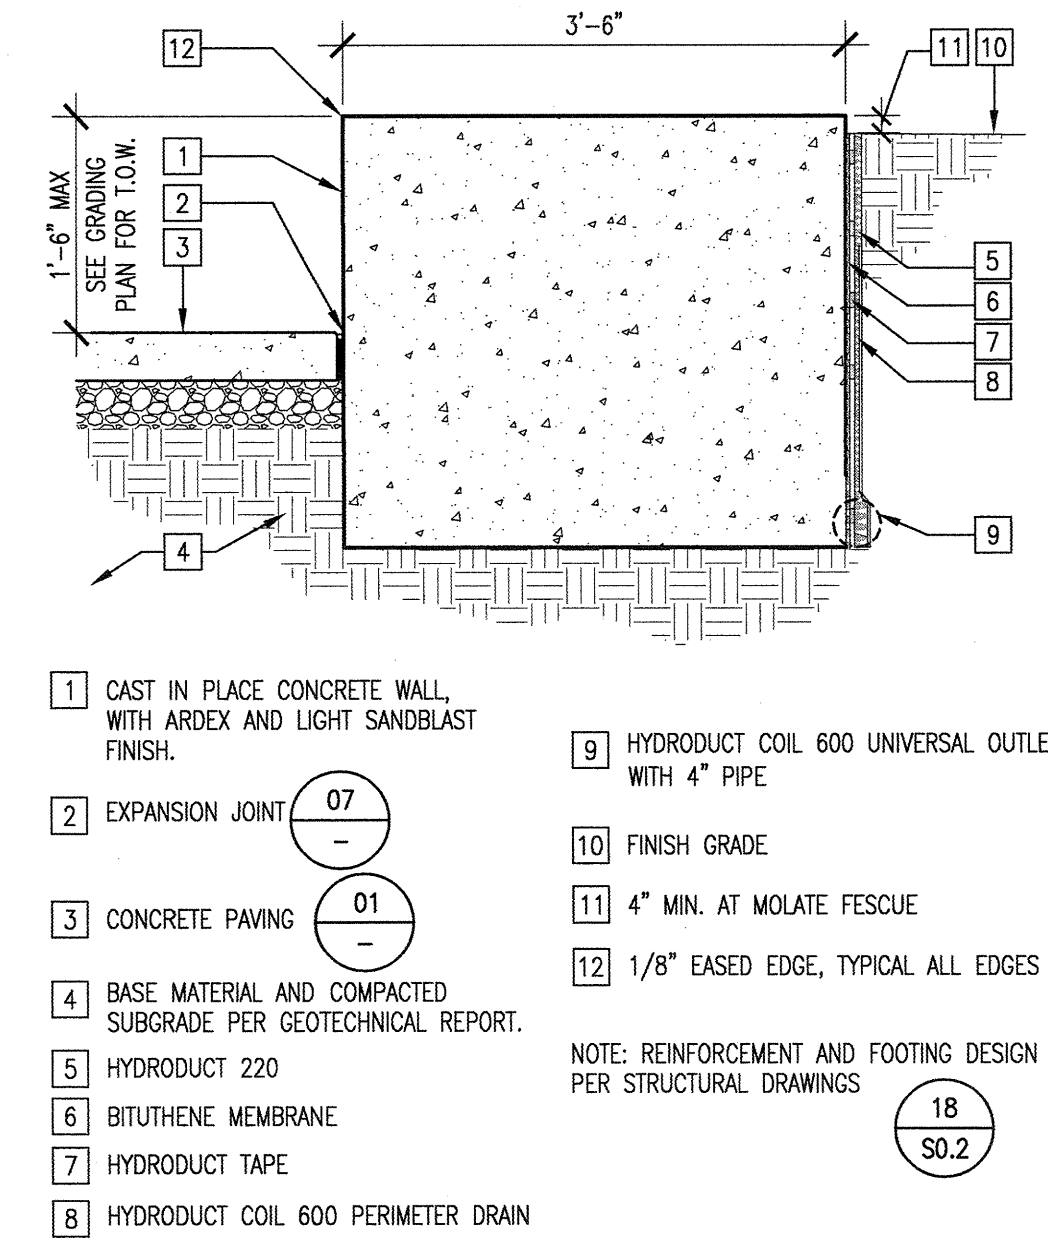 3'-6"
12
11
10
1
2
3
1'-6" MAX
SEE GRADING
PLAN FOR T.O.W.
5
6
7
8
9
4
1 CAST IN PLACE CONCRETE WALL,
WITH ARDEX AND LIGHT SANDBLAST
FINISH.
2 EXPANSION JOINT
07
-
3 CONCRETE PAVING
01
-
4 BASE MATERIAL AND COMPACTED
SUBGRADE PER GEOTECHNICAL REPORT.
5 HYDRODUCT 220
6 BITUTHENE MEMBRANE
7 HYDRODUCT TAPE
8 HYDRODUCT COIL 600 PERIMETER DRAIN
9 HYDRODUCT COIL 600 UNIVERSAL OUTLE
WITH 4" PIPE
10 FINISH GRADE
11 4" MIN. AT MOLATE FESCUE
12 1/8" EASED EDGE, TYPICAL ALL EDGES
NOTE: REINFORCEMENT AND FOOTING DESIGN
PER STRUCTURAL DRAWINGS
18
S0.2